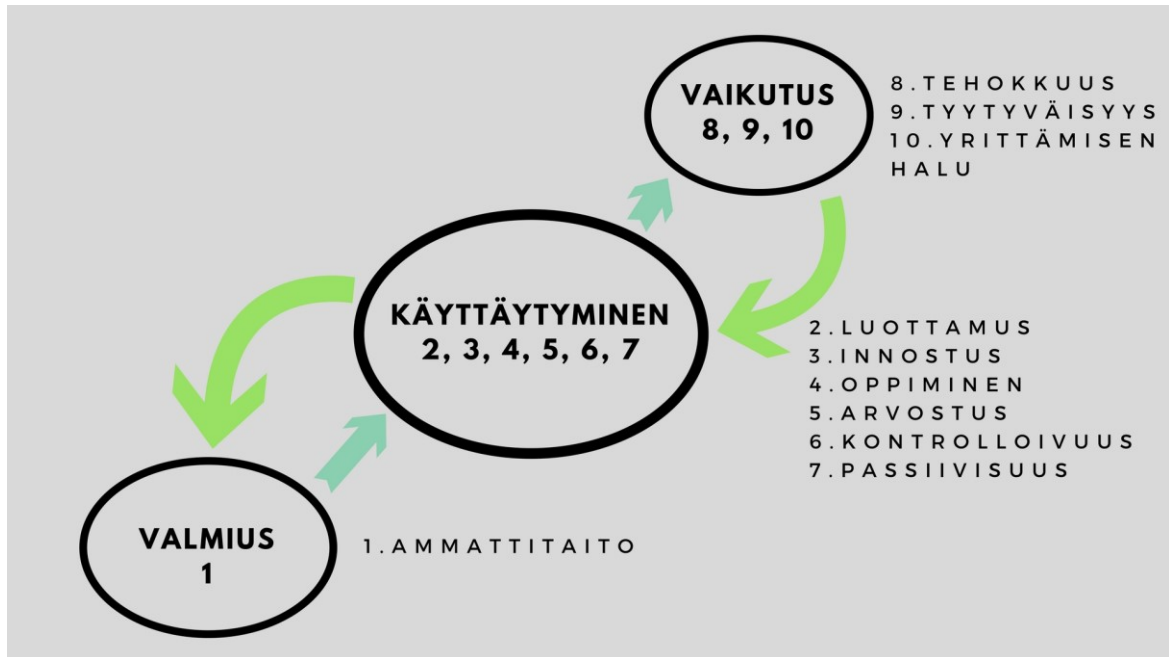 VAIKUTUS
8, 9, 10
8.TEHOKKUUS
9.TYYTYVÄISYYS
10.YRITTÄMISEN
HALU
KÄYTTÄYTYMINEN
2, 3, 4, 5, 6, 7
2.LUOTTAMUS
3.INNOSTUS
4.OPPIMINEN
5.ARVOSTUS
6.KONTROLLOIVUUS
7.PASSIIVISUUS
VALMIUS
1
1.AMMATTITAITO